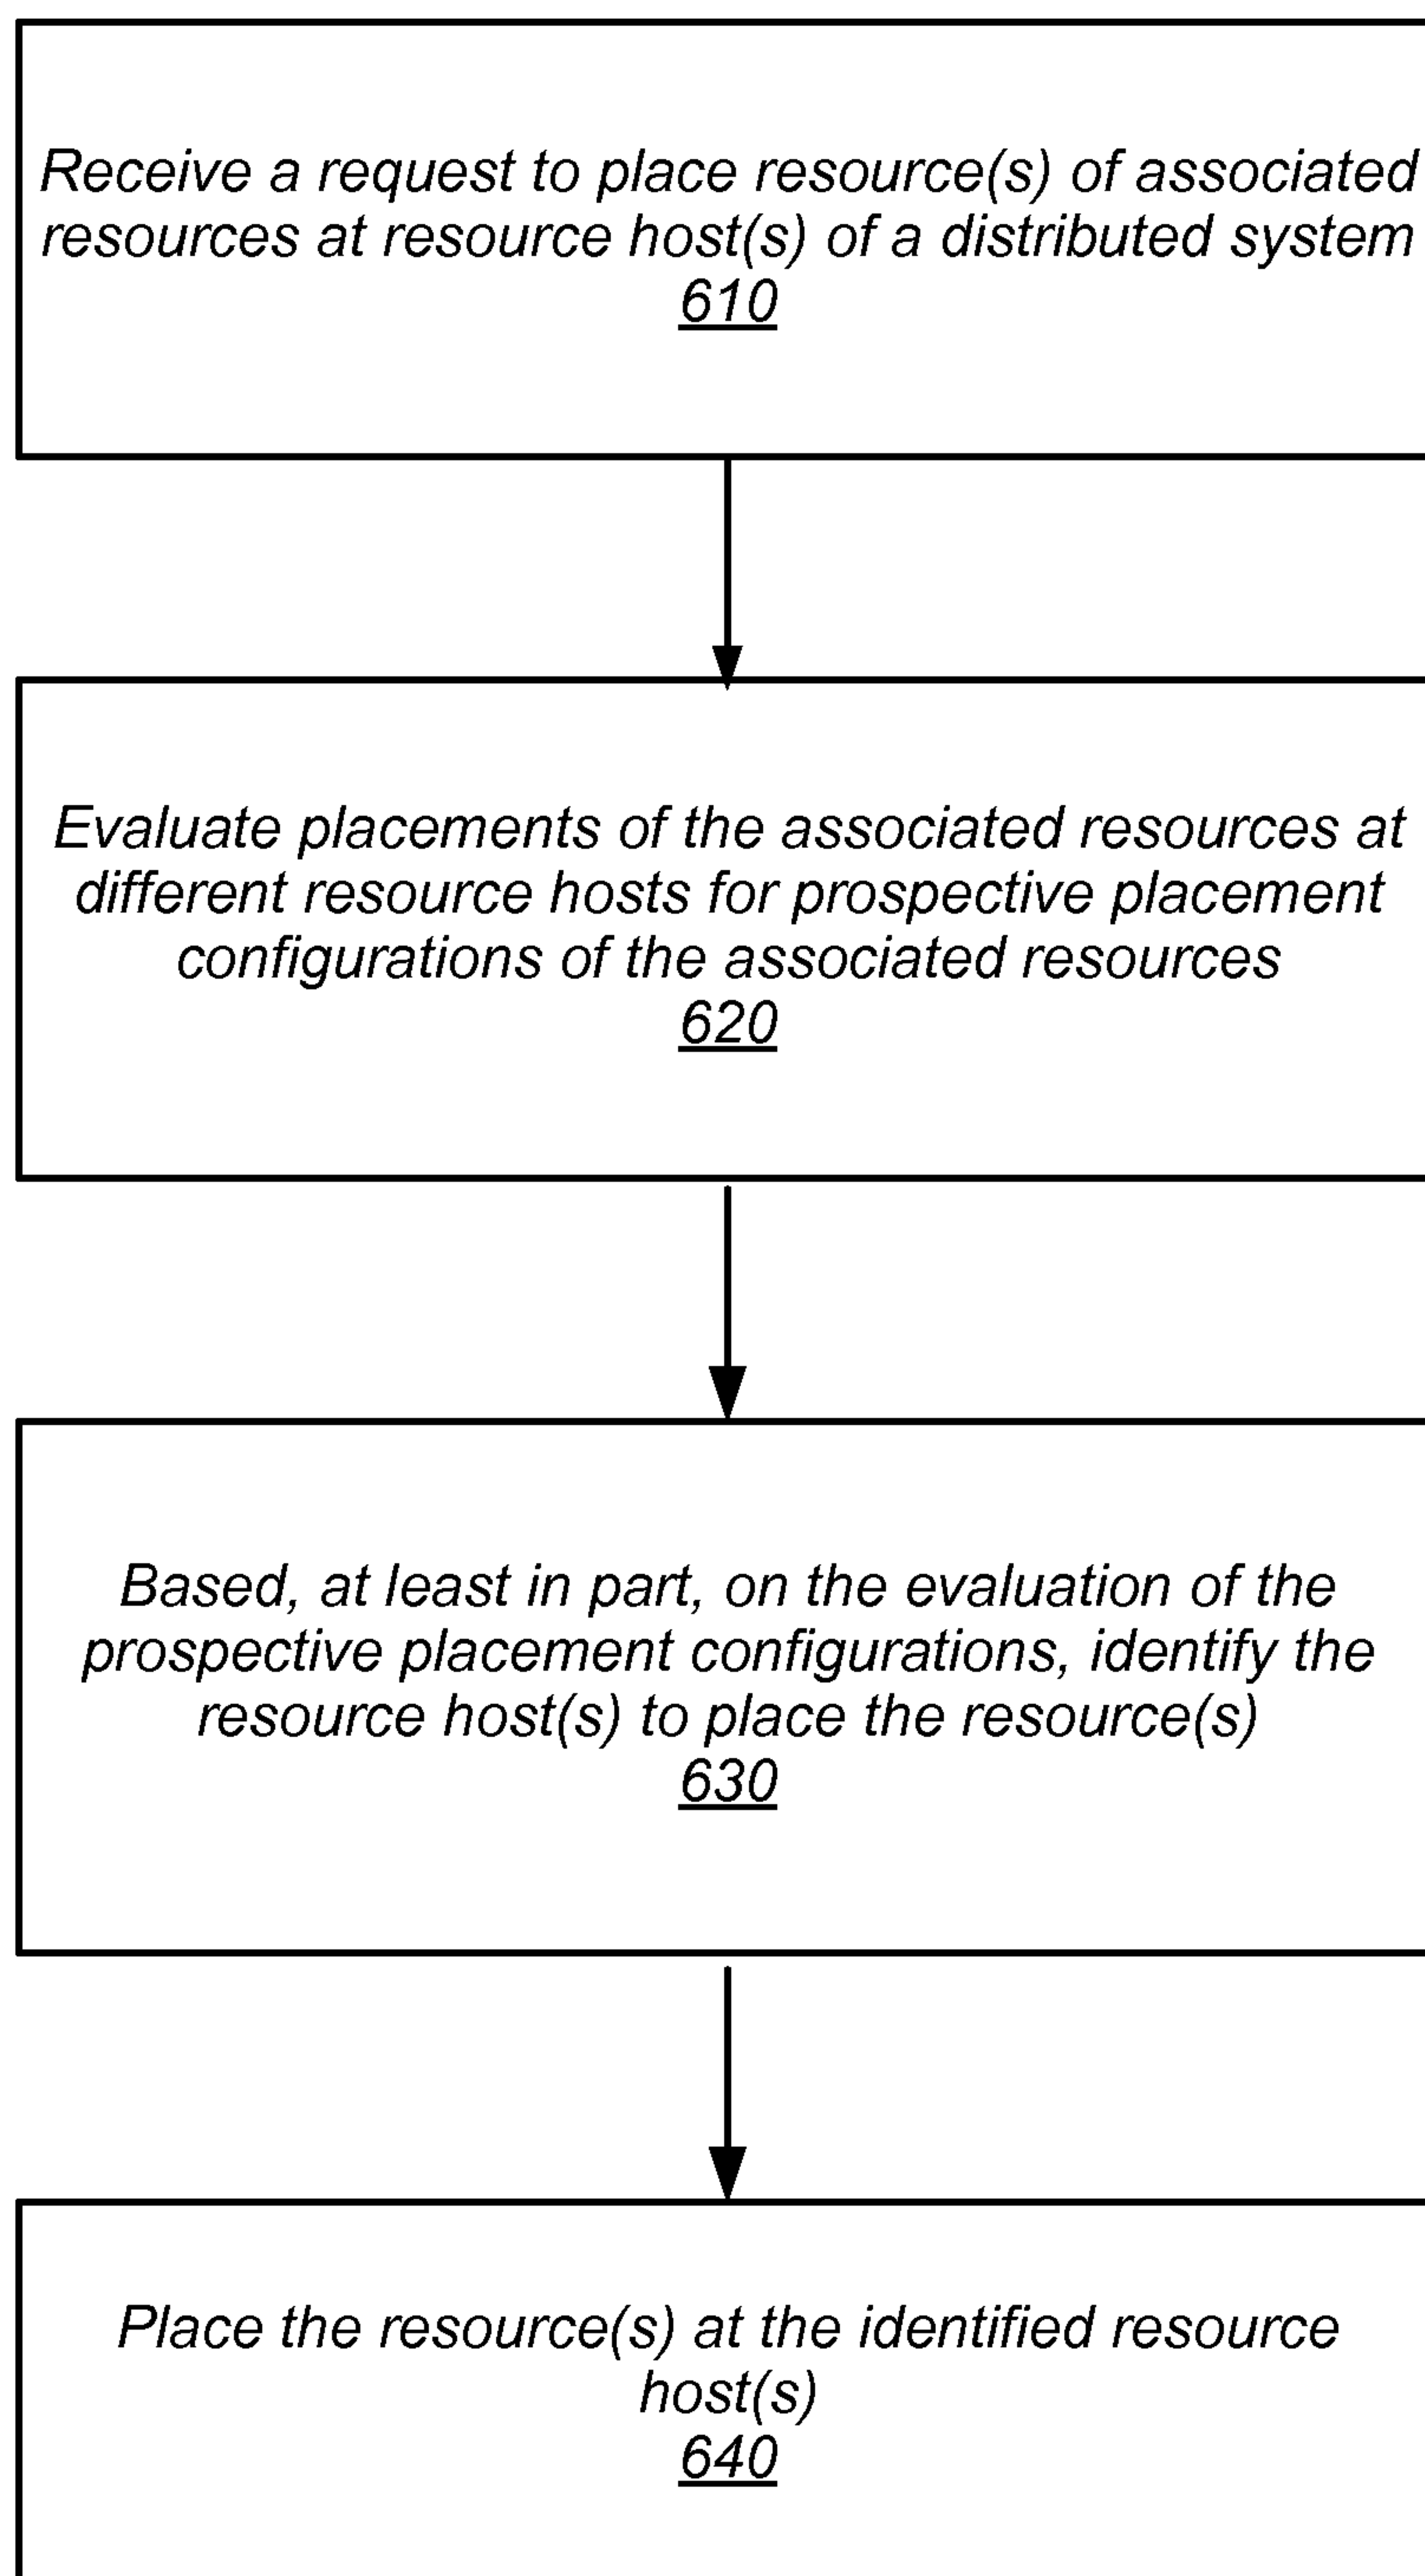 Receive a request to place resource(s) of associated
resources at resource host(s) of a distributed system
610
Evaluate placements of the associated resources at
different resource hosts for prospective placement
configurations of the associated resources
620
Based, at least in part, on the evaluation of the
prospective placement configurations, identify the
resource host(s) to place the resource(s)
630
Place the resource(s) at the identified resource
host(s)
640